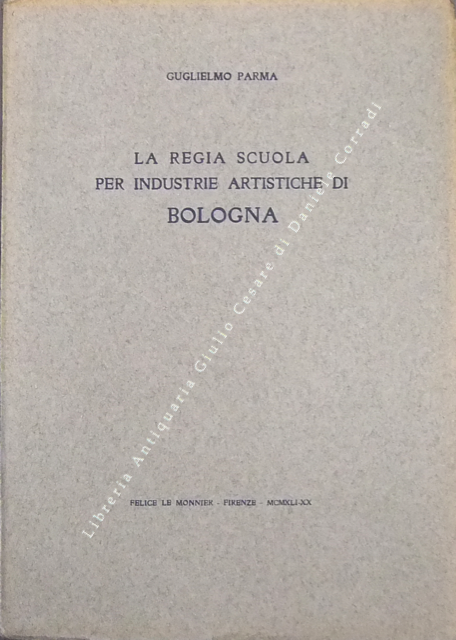 GUGLIELMO PARMA
LA REGIA SCUOLA
PER INDUSTRIE ARTISTICHE DI
BOLOGNA
Libreria Antiquaria Giulio Cesare di Daniele Corradi
FELICE LE MONNIER - FIRENZE - MCMXLI-XX